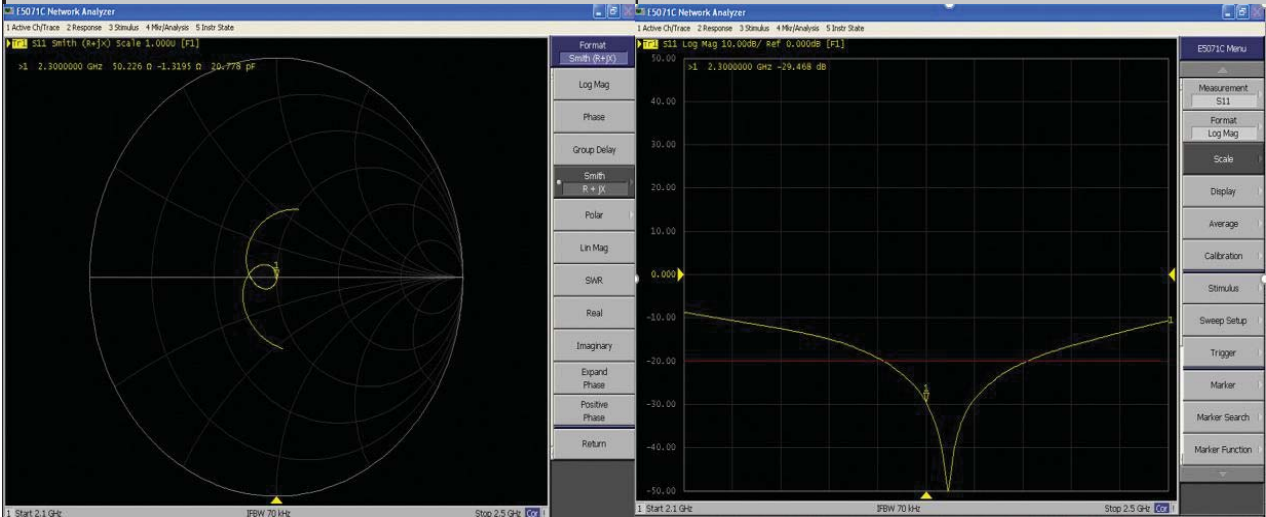 E5071C Network Analyzer
1 Active Ch/Trace 2 Response 3 Stimulus 4 Mkr/Analysis 5 Instr State
Tr1 S11 Smith (R+jX) Scale 1.000U [F1]
>1 2.3000000 GHz 50.226 Ω -1.3195 Ω 20.778 pF
1
Format
Smith (R+jX)
Log Mag
Phase
Group Delay
Smith
R + jX
Polar
Lin Mag
SWR
Real
Imaginary
Expand
Phase
Positive
Phase
Return
1 Start 2.1 GHz IFBW 70 kHz Stop 2.5 GHz Cor !
E5071C Network Analyzer
1 Active Ch/Trace 2 Response 3 Stimulus 4 Mkr/Analysis 5 Instr State
Tr1 S11 Log Mag 10.00dB/ Ref 0.000dB [F1]
50.00
>1 2.3000000 GHz -29.468 dB
40.00
30.00
20.00
10.00
0.000
-10.00
1
-20.00
1
-30.00
-40.00
-50.00
E5071C Menu
Measurement
S11
Format
Log Mag
Scale
Display
Average
Calibration
Stimulus
Sweep Setup
Trigger
Marker
Marker Search
Marker Function
1 Start 2.1 GHz IFBW 70 kHz Stop 2.5 GHz Cor !